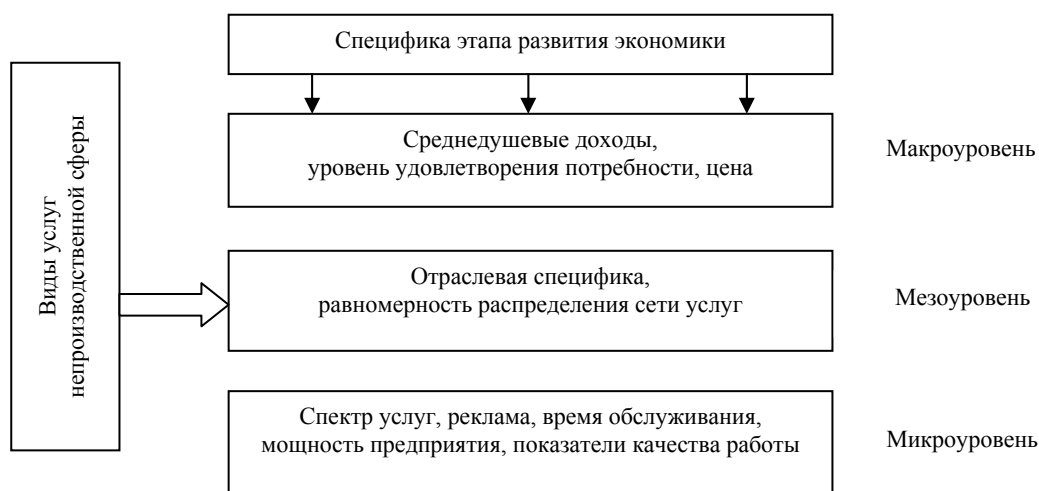 Специфика этапа развития экономики
Виды услуг
непроизводственной сферы
Среднедушевые доходы,
уровень удовлетворения потребности, цена
Макроуровень
Отраслевая специфика,
равномерность распределения сети услуг
Мезоуровень
Спектр услуг, реклама, время обслуживания,
мощность предприятия, показатели качества работы
Микроуровень